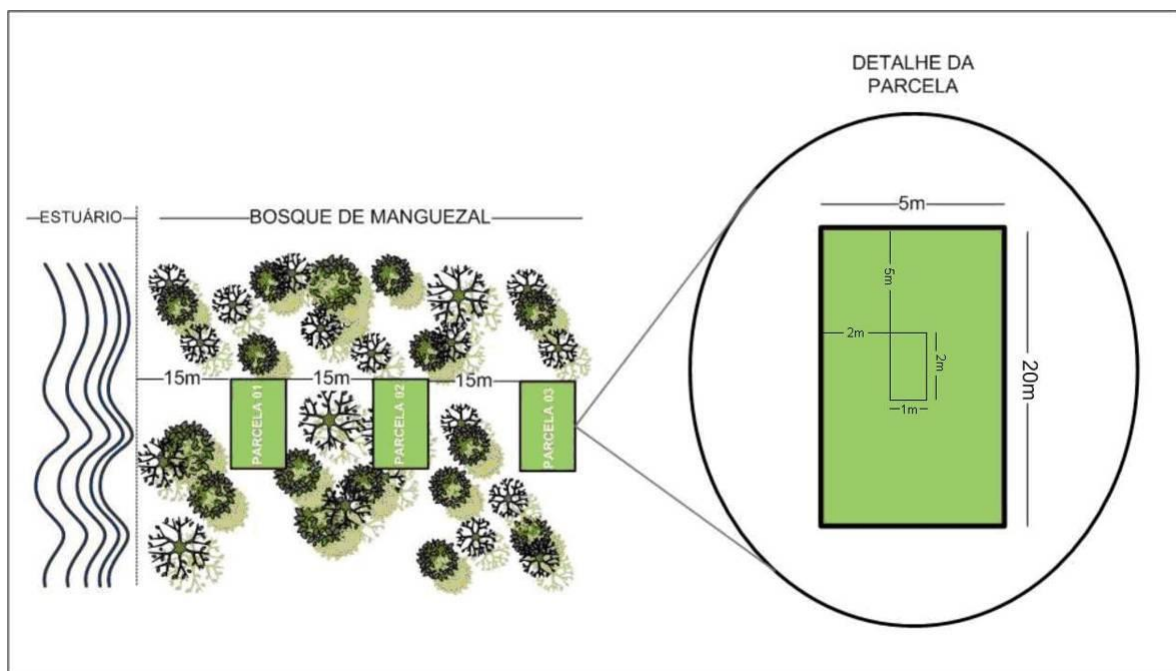 DETALHE DA
PARCELA
5m
ESTUÁRIO
BOSQUE DE MANGUEZAL
5m
2m
2m
1m
20m
15m
15m
15m
PARCELA 01
PARCELA 02
PARCELA 03